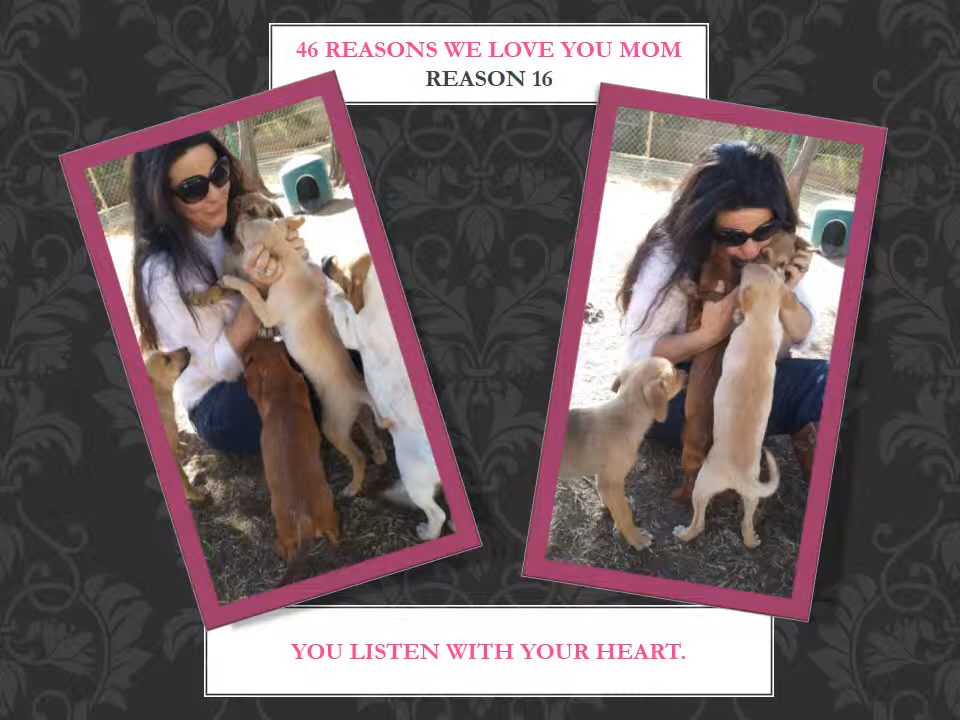 46 REASONS WE LOVE YOU MOM
REASON 16
YOU LISTEN WITH YOUR HEART.